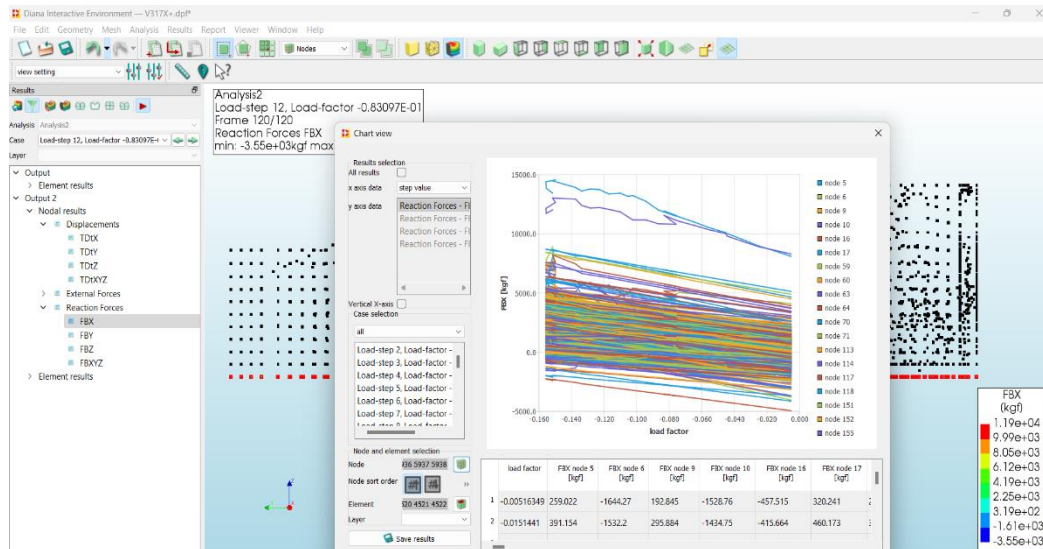 Diana Interactive Environment — V317X+.dpf*
File Edit Geometry Mesh Analysis Results Report Viewer Window Help
Nodes
view setting
Results
Analysis Analysis2
Case Load-step 12, Load-factor -0.83097E-
Layer
Output
Element results
Output 2
Nodal results
Displacements
TDtX
TDtY
TDtZ
TDtXYZ
External Forces
Reaction Forces
FBX
FBY
FBZ
FBXYZ
Element results
Analysis2
Load-step 12, Load-factor -0.83097E-01
Frame 120/120
Reaction Forces FBX
min: -3.55e+03kgf max
Chart view
Results selection
All results
x axis data step value
y axis data
Reaction Forces - F
Reaction Forces - F
Reaction Forces - F
Reaction Forces - F
Vertical X-axis
Case selection
all
Load-step 2, Load-factor -
Load-step 3, Load-factor -
Load-step 4, Load-factor -
Load-step 5, Load-factor -
Load-step 6, Load-factor -
Load-step 7, Load-factor -
Load-step 8, Load-factor -
Node and element selection
Node 936 5937 5938
Node sort order
Element 520 4521 4522
Layer
Save results
FBX [kgf]
15000.0
10000.0
5000.0
0.0
-5000.0
-0.160 -0.140 -0.120 -0.100 -0.080 -0.060 -0.040 -0.020 0.000
load factor
node 5
node 6
node 9
node 10
node 16
node 17
node 59
node 60
node 63
node 64
node 70
node 71
node 113
node 114
node 117
node 118
node 151
node 152
node 155
load factor FBX node 5 [kgf] FBX node 6 [kgf] FBX node 9 [kgf] FBX node 10 [kgf] FBX node 16 [kgf] FBX node 17 [kgf]
1 -0.00516349 259.022 -1644.27 192.845 -1528.76 -457.515 320.241
2 -0.0151441 391.154 -1532.2 295.884 -1434.75 -415.664 460.173
FBX
(kgf)
1.19e+04
9.99e+03
8.05e+03
6.12e+03
4.19e+03
2.25e+03
3.19e+02
-1.61e+03
-3.55e+03